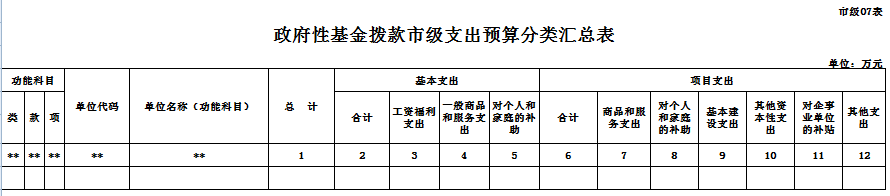 市级07表
政府性基金拨款市级支出预算分类汇总表
单位：万元
功能科目 单位代码 单位名称（功能科目） 总 计 基本支出 项目支出
类 款 项 合计 工资福利支出 一般商品和服务支出 对个人和家庭的补助 合计 商品和服务支出 对个人和家庭的补助 基本建设支出 其他资本性支出 对企事业单位的补贴 其他支出
** ** ** ** ** 1 2 3 4 5 6 7 8 9 10 11 12